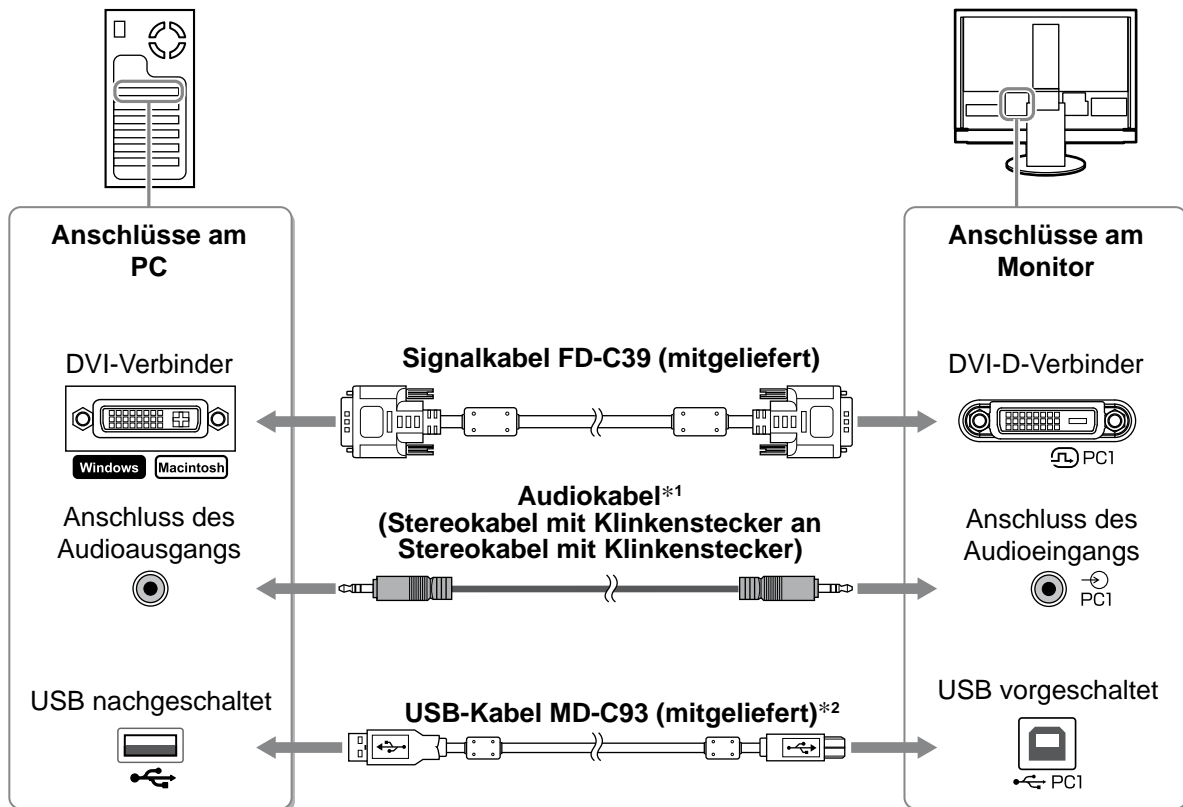 Anschlüsse am
PC
Anschlüsse am
Monitor
Signalkabel FD-C39 (mitgeliefert)
DVI-Verbinder
DVI-D-Verbinder
Windows
Macintosh
PC1
Audiokabel*1
(Stereokabel mit Klinkenstecker an
Stereokabel mit Klinkenstecker)
Anschluss des
Audioausgangs
Anschluss des
Audioeingangs
PC1
USB nachgeschaltet
USB-Kabel MD-C93 (mitgeliefert)*2
USB vorgeschaltet
PC1